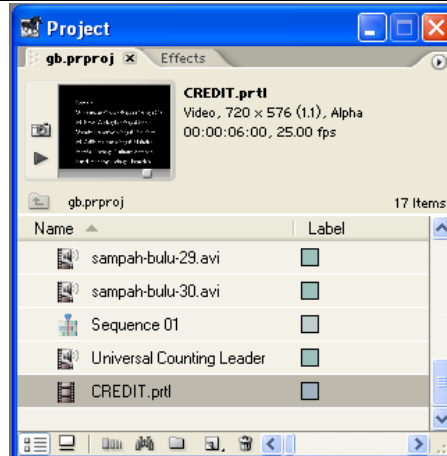 Project
gb.prproj Effects
CREDIT.prtl
Video, 720 x 576 (1.1), Alpha
00:00:06:00, 25.00 fps
gb.prproj 17 Items
Name Label
sampah-bulu-29.avi
sampah-bulu-30.avi
Sequence 01
Universal Counting Leader
CREDIT.prtl